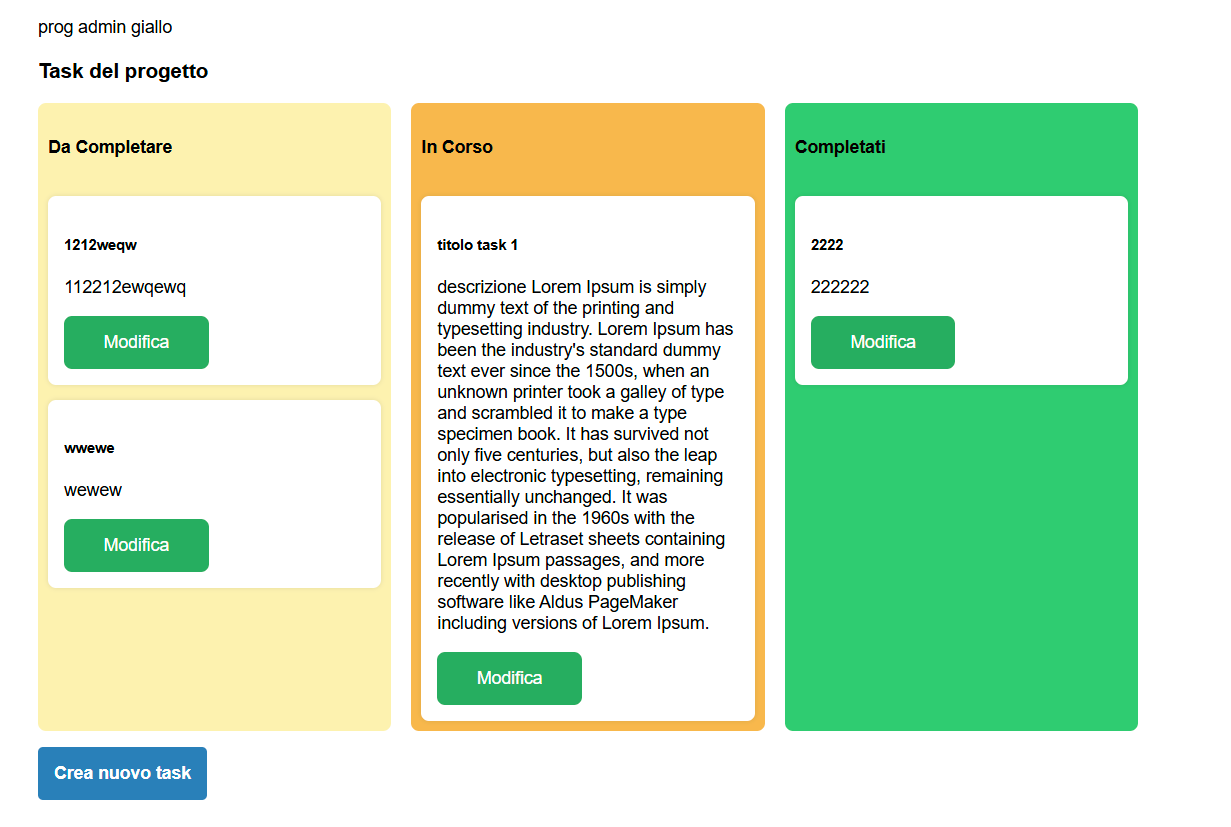 prog admin giallo
Task del progetto
Da Completare
1212weqw
112212ewqewq
Modifica
wwewe
wewew
Modifica
In Corso
titolo task 1
descrizione Lorem Ipsum is simply
dummy text of the printing and
typesetting industry. Lorem Ipsum has
been the industry's standard dummy
text ever since the 1500s, when an
unknown printer took a galley of type
and scrambled it to make a type
specimen book. It has survived not
only five centuries, but also the leap
into electronic typesetting, remaining
essentially unchanged. It was
popularised in the 1960s with the
release of Letraset sheets containing
Lorem Ipsum passages, and more
recently with desktop publishing
software like Aldus PageMaker
including versions of Lorem Ipsum.
Modifica
Completati
2222
222222
Modifica
Crea nuovo task